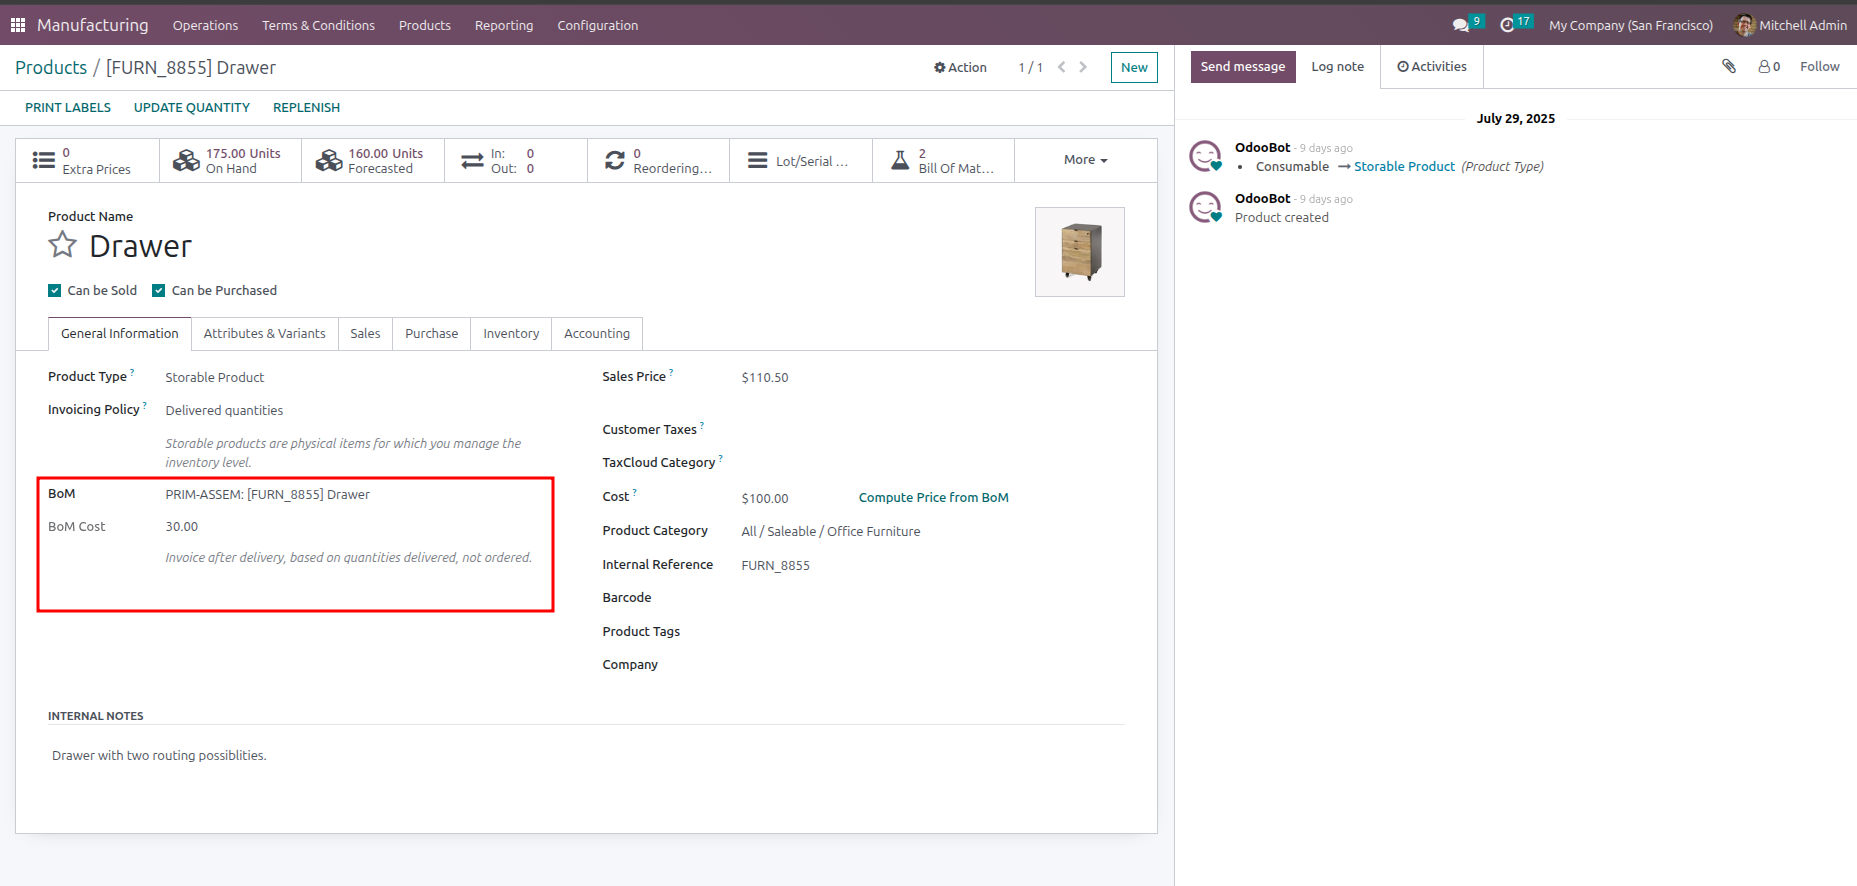 Manufacturing Operations Terms & Conditions Products Reporting Configuration 9 17 My Company (San Francisco) Mitchell Admin
Products / [FURN_8855] Drawer Action 1 / 1 New
PRINT LABELS UPDATE QUANTITY REPLENISH
0
Extra Prices
175.00 Units
On Hand
160.00 Units
Forecasted
In: 0
Out: 0
0
Reordering...
Lot/Serial ...
2
Bill Of Mat...
More
Product Name
Drawer
Can be Sold Can be Purchased
General Information Attributes & Variants Sales Purchase Inventory Accounting
Product Type ? Storable Product
Invoicing Policy ? Delivered quantities
Storable products are physical items for which you manage the
inventory level.
BoM PRIM-ASSEM: [FURN_8855] Drawer
BoM Cost 30.00
Invoice after delivery, based on quantities delivered, not ordered.
Sales Price ? $110.50
Customer Taxes ?
TaxCloud Category ?
Cost ? $100.00 Compute Price from BoM
Product Category All / Saleable / Office Furniture
Internal Reference FURN_8855
Barcode
Product Tags
Company
INTERNAL NOTES
Drawer with two routing possiblities.
Send message Log note Activities 0 Follow
July 29, 2025
OdooBot - 9 days ago
• Consumable → Storable Product (Product Type)
OdooBot - 9 days ago
Product created